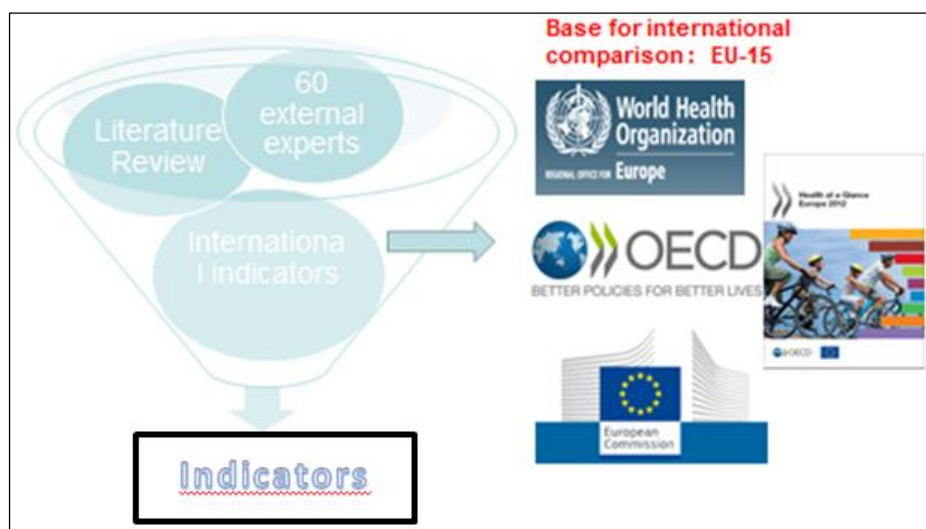 60
external
experts
Literature
Review
Internationa
l indicators
Indicators
Base for international
comparison: EU-15
World Health
Organization
REGIONAL OFFICE FOR Europe
Health at a Glance
Europe 2012
OECD
BETTER POLICIES FOR BETTER LIVES
OECD
European
Commission